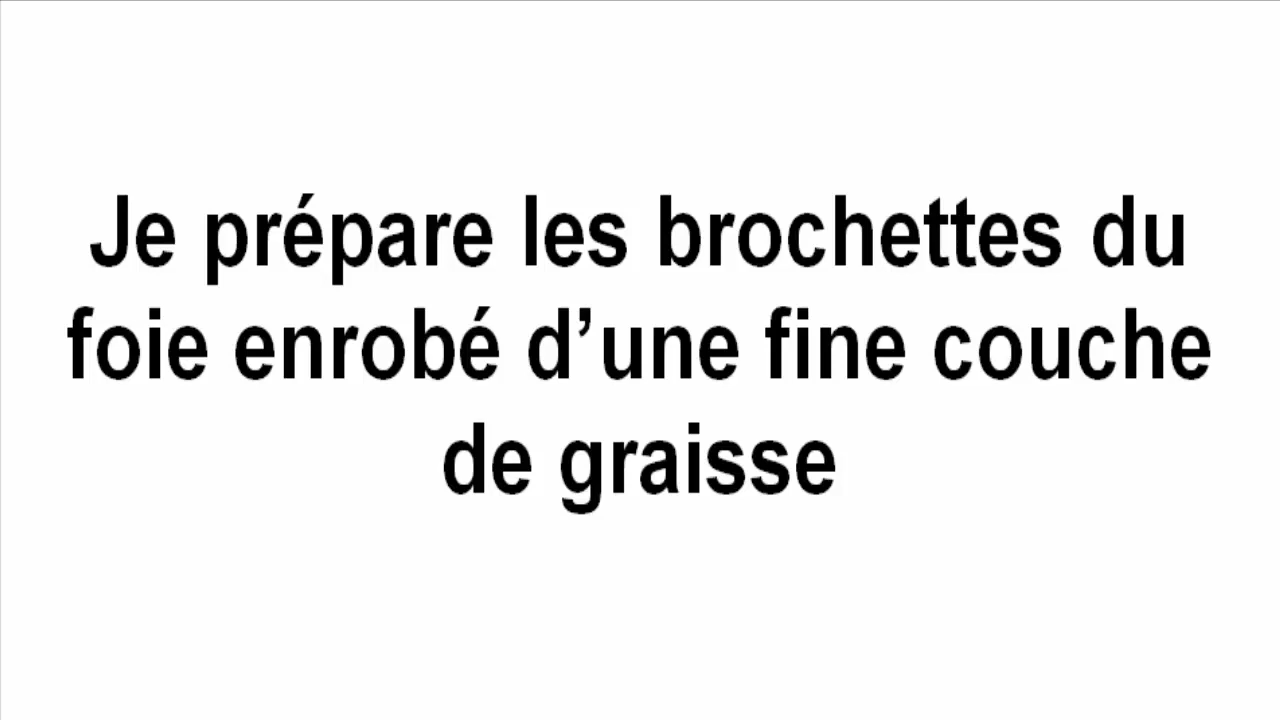 Je prépare les brochettes du
foie enrobé d’une fine couche
de graisse